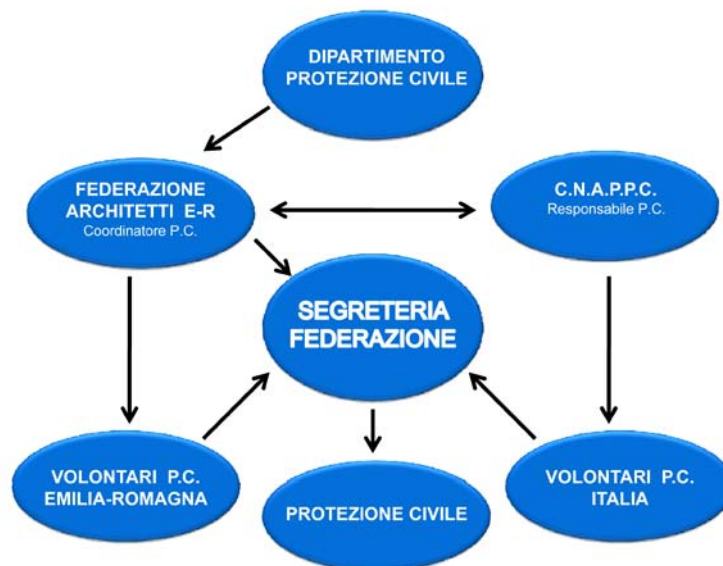 DIPARTIMENTO
PROTEZIONE CIVILE
FEDERAZIONE
ARCHITETTI E-R
Coordinatore P.C.
C.N.A.P.P.C.
Responsabile P.C.
SEGRETERIA
FEDERAZIONE
VOLONTARI P.C.
EMILIA-ROMAGNA
PROTEZIONE CIVILE
VOLONTARI P.C.
ITALIA